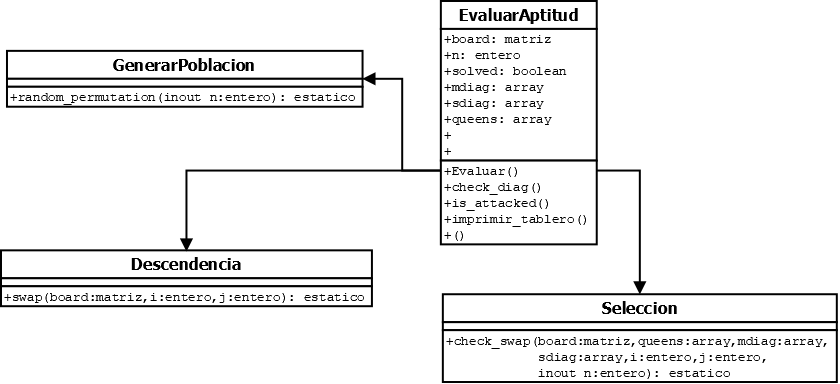 EvaluarAptitud
+board: matriz
+n: entero
+solved: boolean
+mdiag: array
+sdiag: array
+queens: array
+
+
+Evaluar()
+check_diag()
+is_attacked()
+imprimir_tablero()
+()
GenerarPoblacion
+random_permutation(inout n:entero): estatico
Descendencia
+swap(board:matriz,i:entero,j:entero): estatico
Seleccion
+check_swap(board:matriz,queens:array,mdiag:array,
sdiag:array,i:entero,j:entero,
inout n:entero): estatico